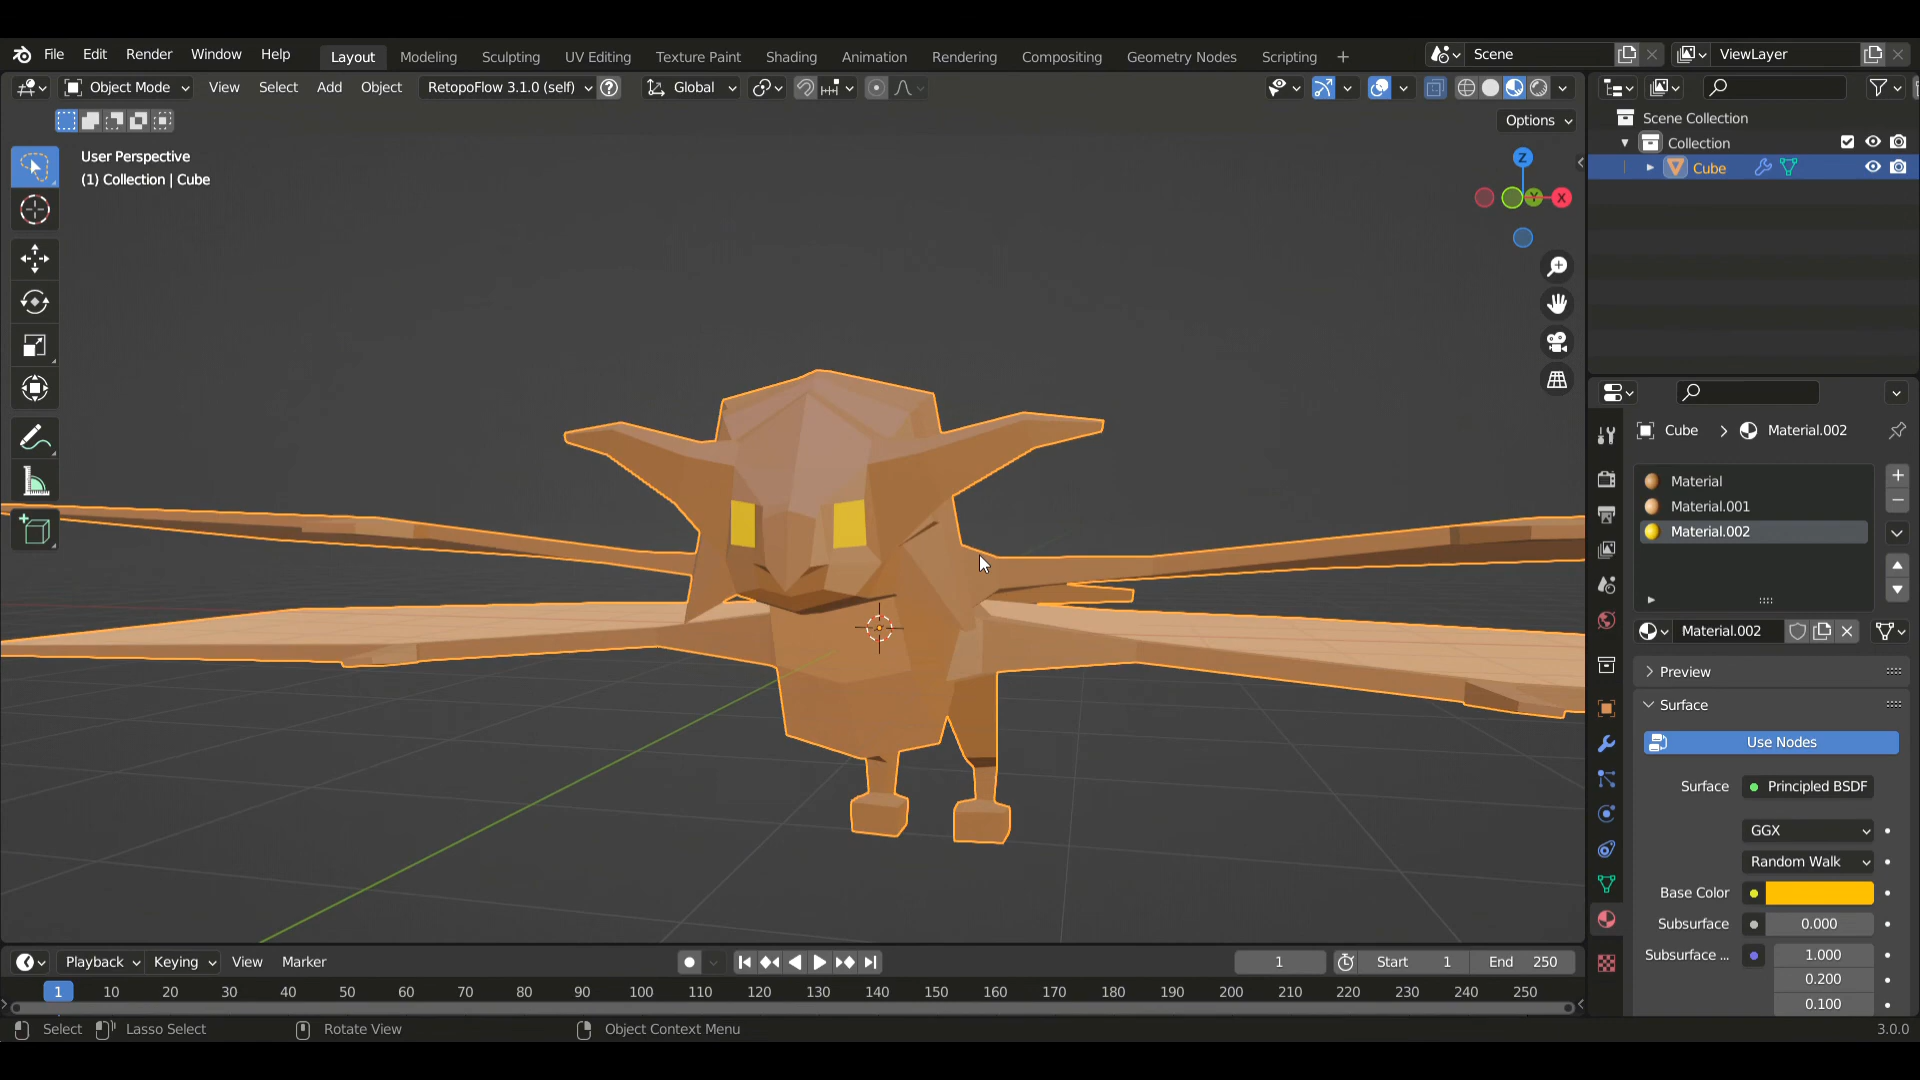 File Edit Render Window Help Layout Modeling Sculpting UV Editing Texture Paint Shading Animation Rendering Compositing Geometry Nodes Scripting + Scene ViewLayer
Object Mode View Select Add Object RetopoFlow 3.1.0 (self) Global
Options
User Perspective
(1) Collection | Cube
Z
Y
X
Scene Collection
Collection
Cube
Cube > Material.002
Material
Material.001
Material.002
Material.002
Preview
Surface
Use Nodes
Surface Principled BSDF
GGX
Random Walk
Base Color
Subsurface 0.000
Subsurface ... 1.000
0.200
0.100
Playback Keying View Marker 1 Start 1 End 250
1 10 20 30 40 50 60 70 80 90 100 110 120 130 140 150 160 170 180 190 200 210 220 230 240 250
Select Lasso Select Rotate View Object Context Menu 3.0.0